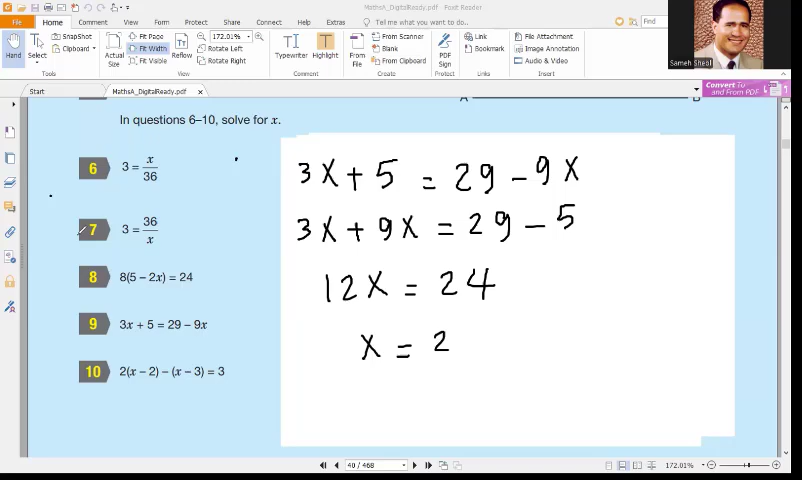 MathsA_DigitalReady.pdf - Foxit Reader
File Home Comment View Form Protect Share Connect Help Extras Tell me what you want to do... Find
Hand
Select
SnapShot
Clipboard
Actual Size
Fit Page
Fit Width
Fit Visible
Reflow
172.01%
Rotate Left
Rotate Right
View
Typewriter
Highlight
Comment
From File
From Scanner
Blank
From Clipboard
Create
PDF Sign
Protect
Link
Bookmark
Links
File Attachment
Image Annotation
Audio & Video
Insert
Sameh Shebl
Start
MathsA_DigitalReady.pdf
Convert To and From PDF
A B
In questions 6–10, solve for x.
6 3 = x/36
7 3 = 36/x
8 8(5 – 2x) = 24
9 3x + 5 = 29 – 9x
10 2(x – 2) – (x – 3) = 3
3x + 5 = 29 - 9x
3x + 9x = 29 - 5
12x = 24
x = 2
40 / 468
172.01%